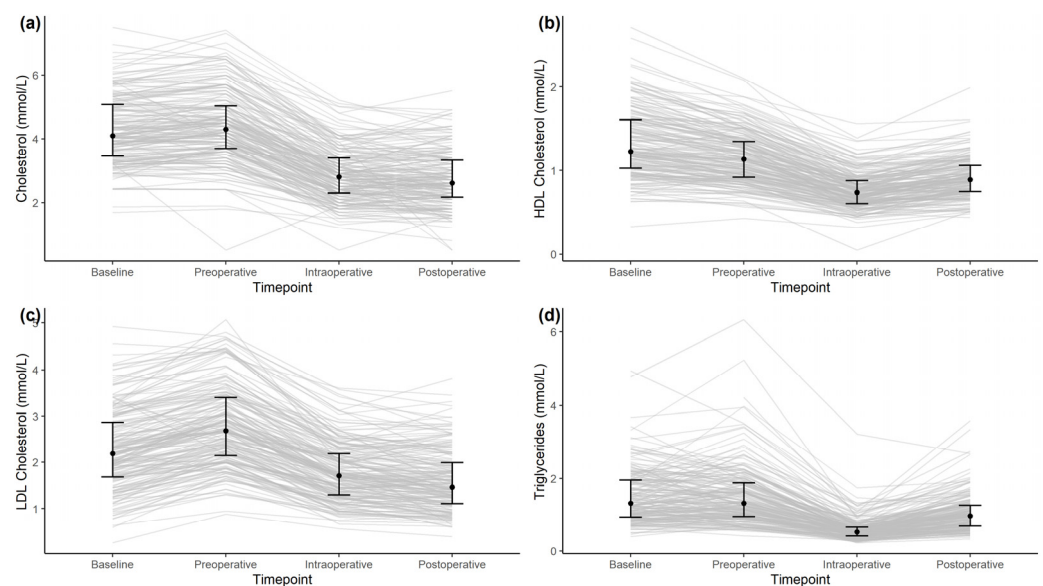 (a)
Cholesterol (mmol/L)
6
4
2
Baseline Preoperative Intraoperative Postoperative
Timepoint
(b)
HDL Cholesterol (mmol/L)
2
1
0
Baseline Preoperative Intraoperative Postoperative
Timepoint
(c)
LDL Cholesterol (mmol/L)
5
4
3
2
1
Baseline Preoperative Intraoperative Postoperative
Timepoint
(d)
Triglycerides (mmol/L)
6
4
2
0
Baseline Preoperative Intraoperative Postoperative
Timepoint